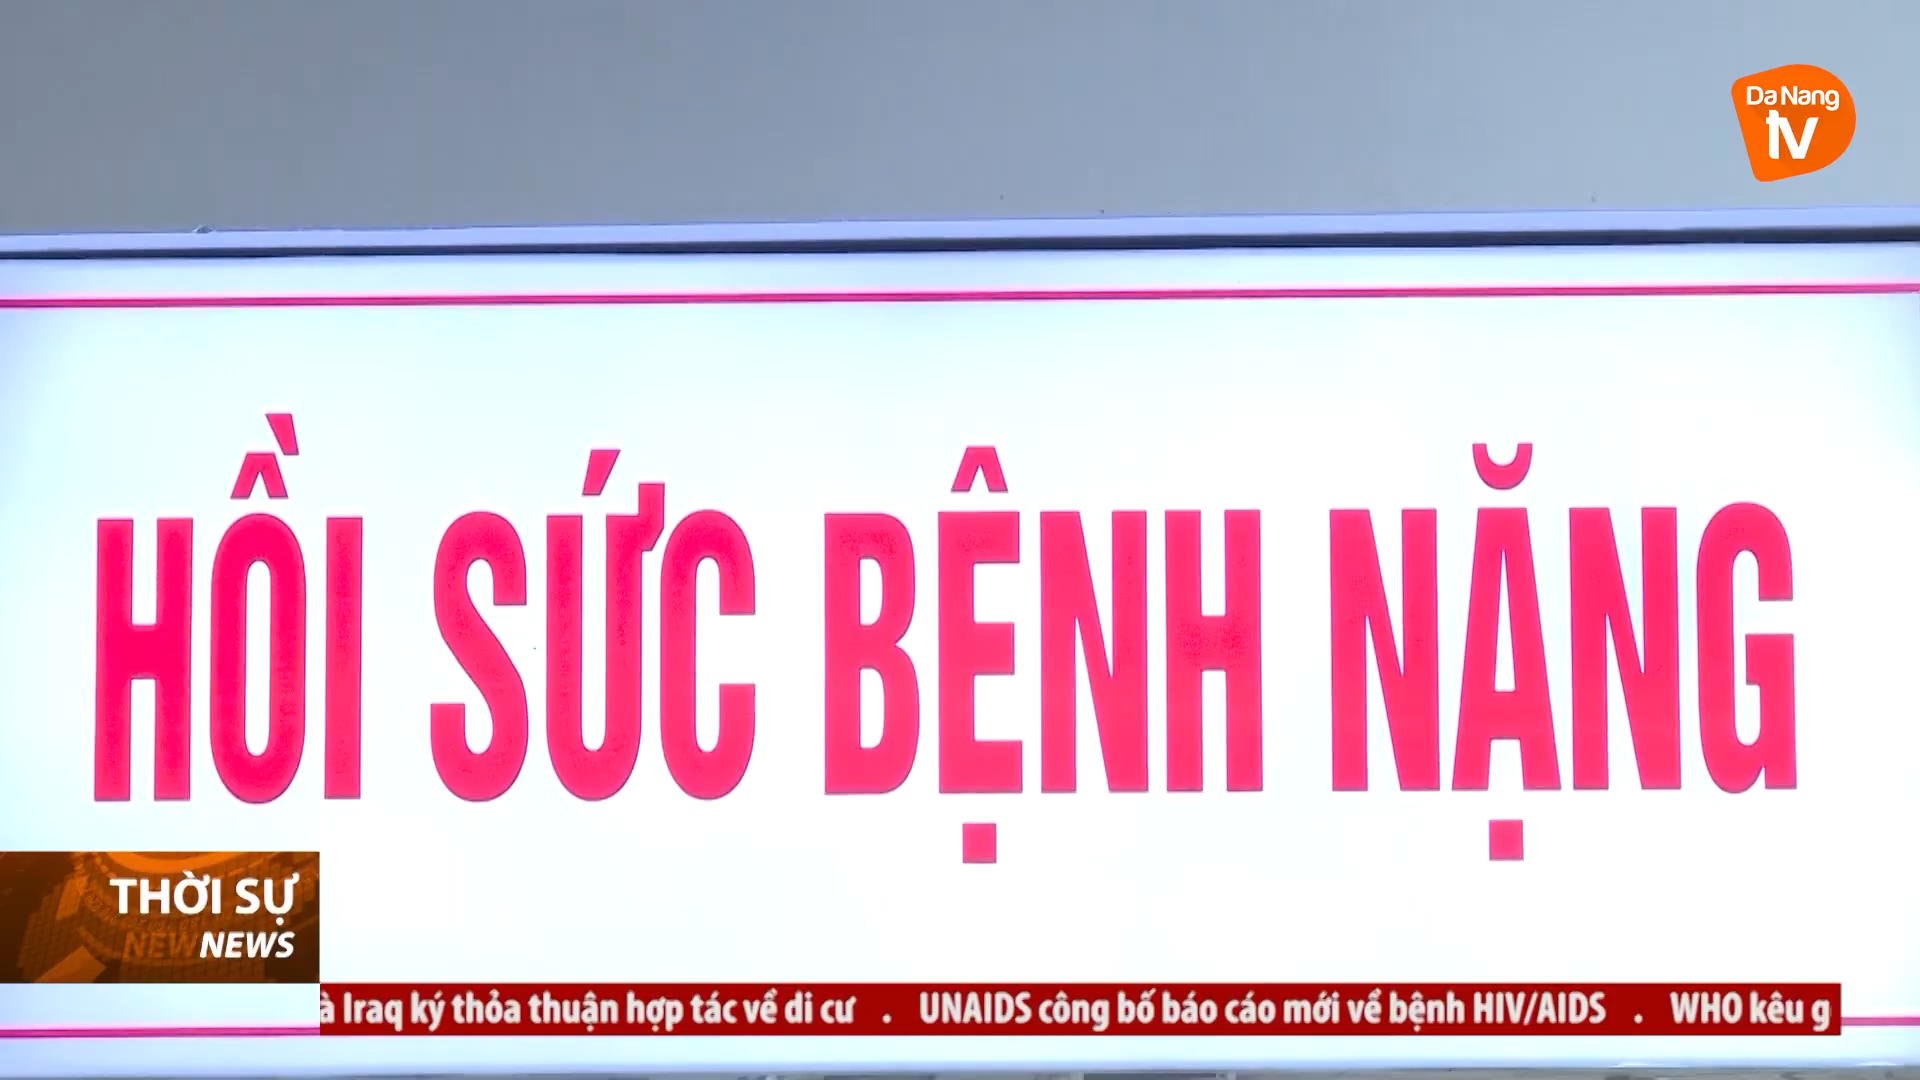 Da Nang
tv
HỒI SỨC BỆNH NẶNG
THỜI SỰ
NEWS
Iraq ký thỏa thuận hợp tác về di cư . UNAIDS công bố báo cáo mới về bệnh HIV/AIDS . WHO kêu